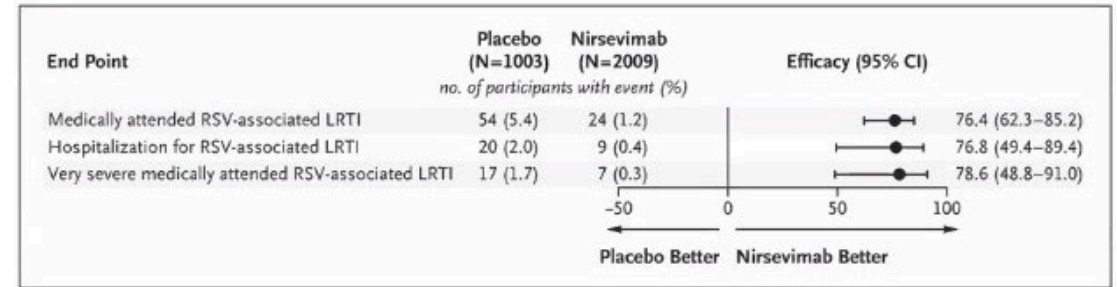 Placebo Nirsevimab
End Point (N=1003) (N=2009) Efficacy (95% CI)
no. of participants with event (%)
Medically attended RSV-associated LRTI 54 (5.4) 24 (1.2) 76.4 (62.3–85.2)
Hospitalization for RSV-associated LRTI 20 (2.0) 9 (0.4) 76.8 (49.4–89.4)
Very severe medically attended RSV-associated LRTI 17 (1.7) 7 (0.3) 78.6 (48.8–91.0)
–50 0 50 100
Placebo Better Nirsevimab Better